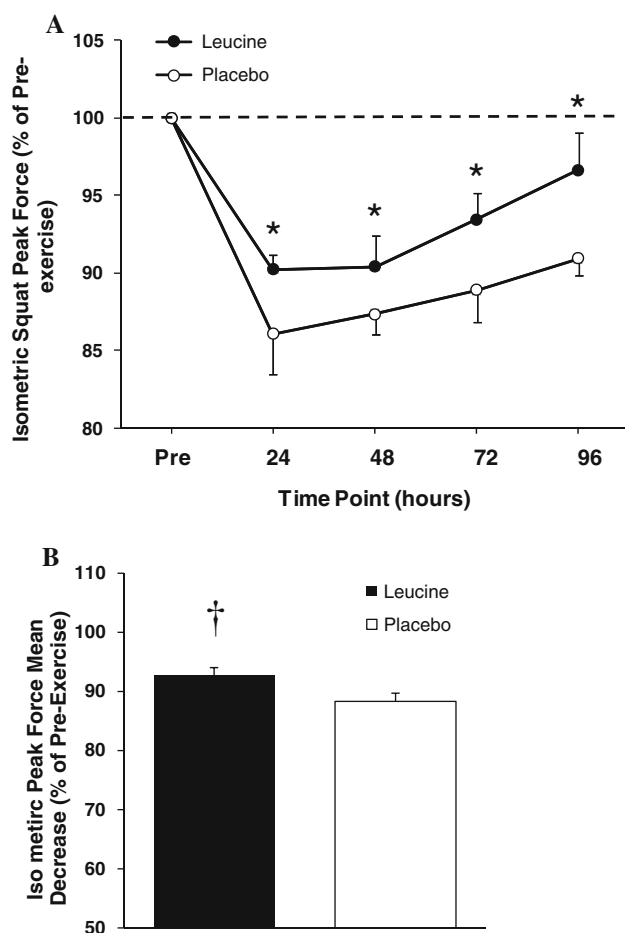 A
105
Leucine
Placebo
100
95
90
85
80
*
*
*
*
Pre
24
48
72
96
Time Point (hours)
Isometric Squat Peak Force (% of Pre-
exercise)
B
110
100
90
80
70
60
50
†
Leucine
Placebo
Iso metirc Peak Force Mean
Decrease (% of Pre-Exercise)